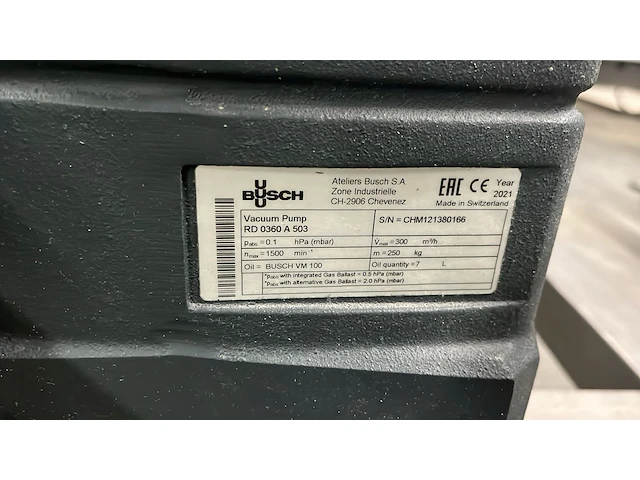 BUSCH
Ateliers Busch S.A
Zone Industrielle
CH-2906 Chevenez
EAC CE Year
2021
Made in Switzerland
Vacuum Pump
RD 0360 A 503
S/N = CHM121380166
Pabs = 0.1 hPa (mbar)
V̇max = 300 m³/h
nmax = 1500 min⁻¹
m = 250 kg
Oil = BUSCH VM 100
Oil quantity = 7 L
*Pabs with integrated Gas Ballast = 0.5 hPa (mbar)
*Pabs with alternative Gas Ballast = 2.0 hPa (mbar)